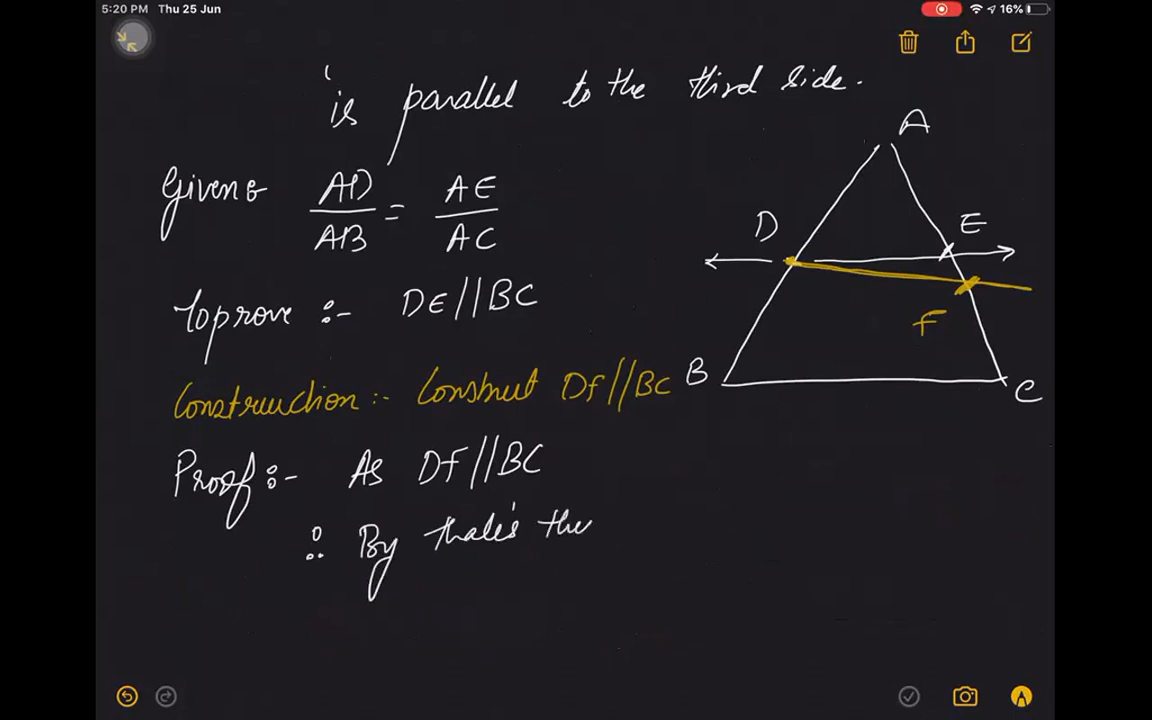 5:20 PM Thu 25 Jun 16%
is parallel to the third side.
A
Given AD/AB = AE/AC
D E
To prove :- DE//BC
F
Construction :- Construct DF//BC
B C
Proof :- As DF//BC
∴ By thale's the